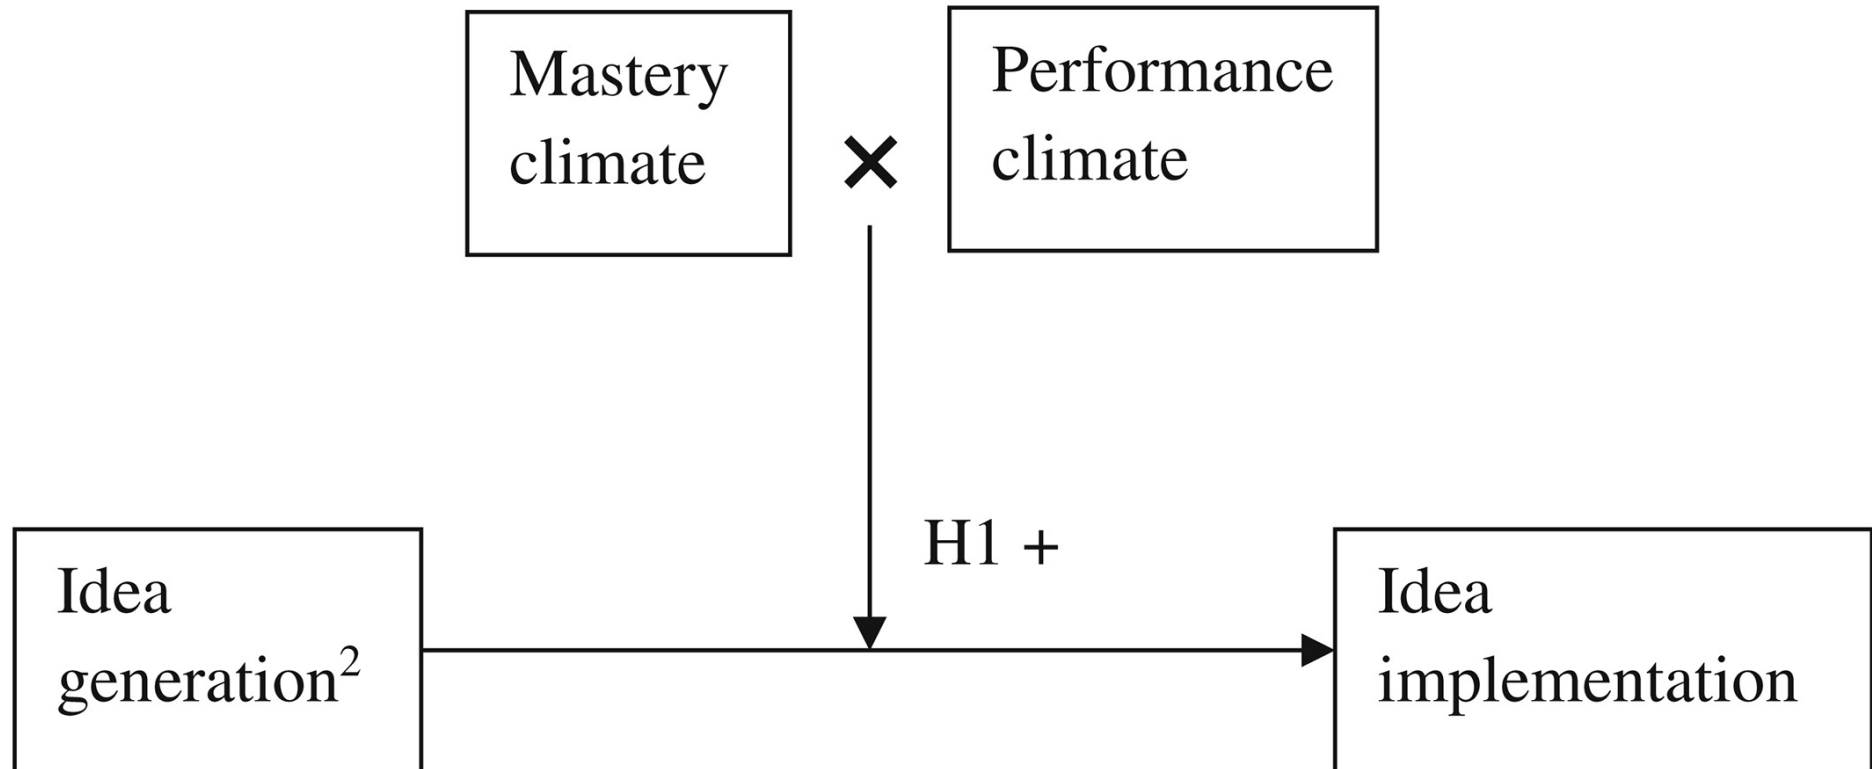 Mastery
climate
×
Performance
climate
H1 +
Idea
generation²
Idea
implementation